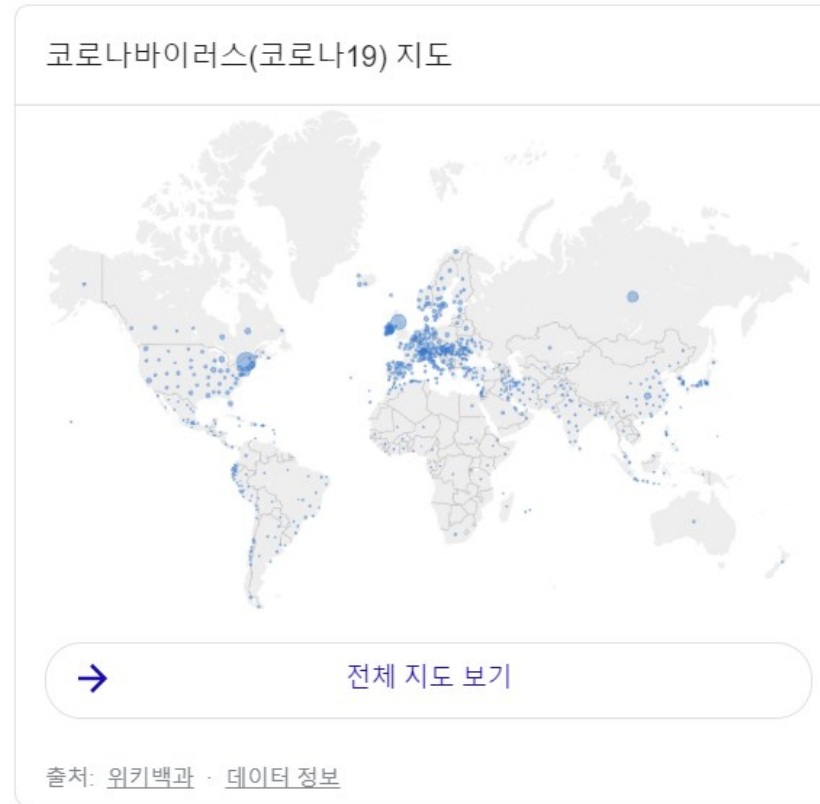 코로나바이러스(코로나19) 지도
전체 지도 보기
출처: 위키백과 · 데이터 정보